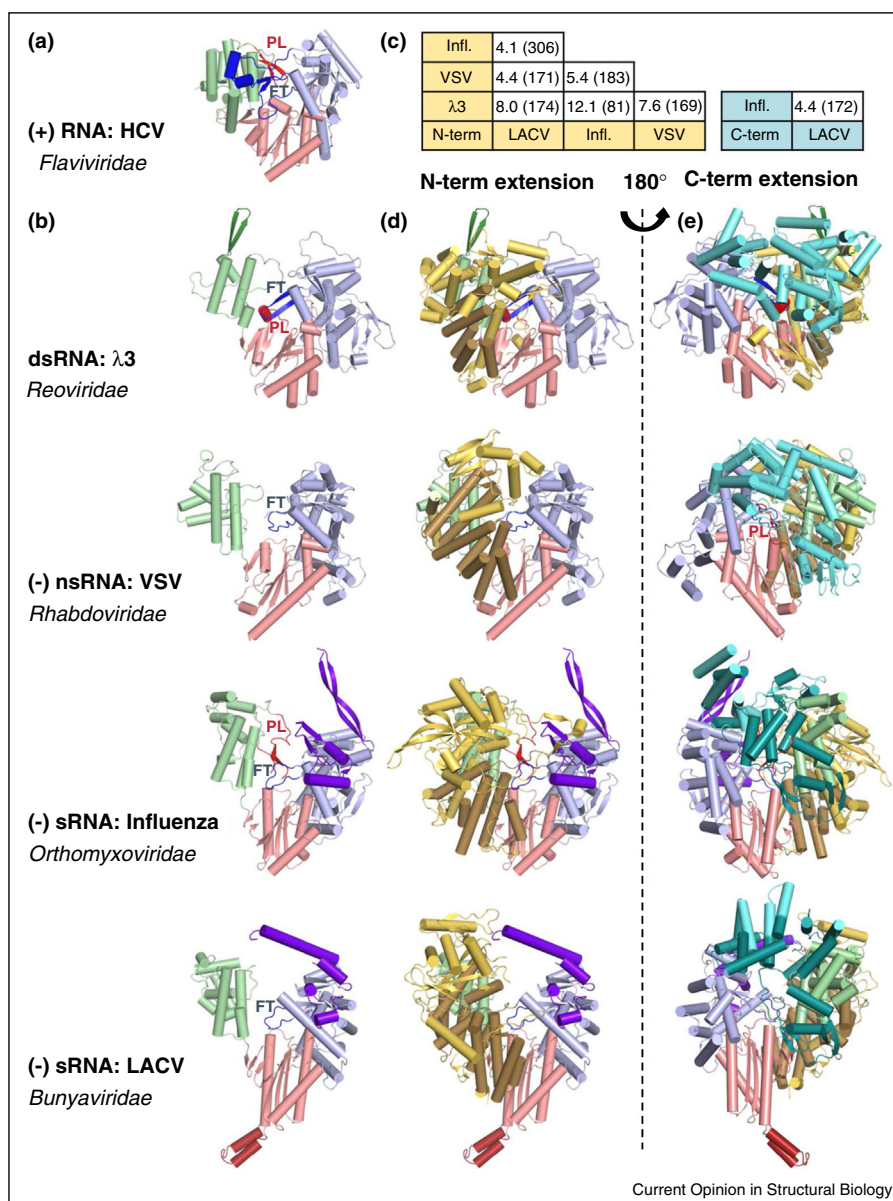 (a)
PL
FT
(+) RNA: HCV
Flaviviridae
(c)
Infl. 4.1 (306)
VSV 4.4 (171) 5.4 (183)
λ3 8.0 (174) 12.1 (81) 7.6 (169)
N-term LACV Infl. VSV
Infl. 4.4 (172)
C-term LACV
N-term extension 180° C-term extension
(b)
(d)
(e)
FT
PL
dsRNA: λ3
Reoviridae
FT
PL
(-) nsRNA: VSV
Rhabdoviridae
PL
FT
(-) sRNA: Influenza
Orthomyxoviridae
FT
(-) sRNA: LACV
Bunyaviridae
Current Opinion in Structural Biology